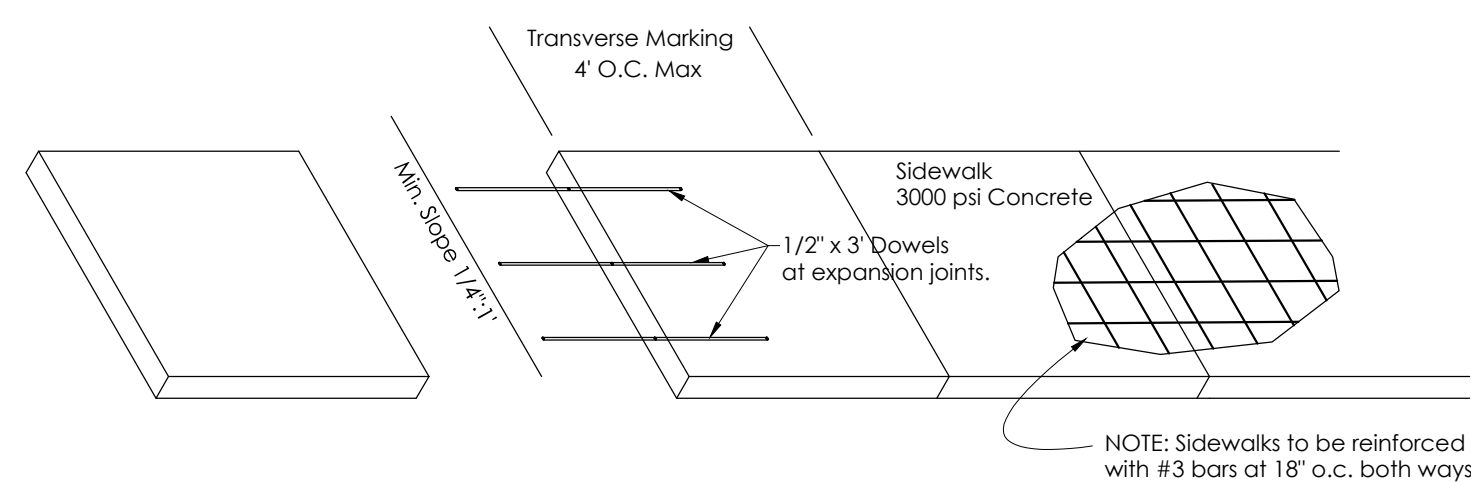 Transverse Marking
4' O.C. Max
Min. Slope 1/4":1'
Sidewalk
3000 psi Concrete
1/2" x 3' Dowels
at expansion joints.
NOTE: Sidewalks to be reinforced
with #3 bars at 18" o.c. both ways